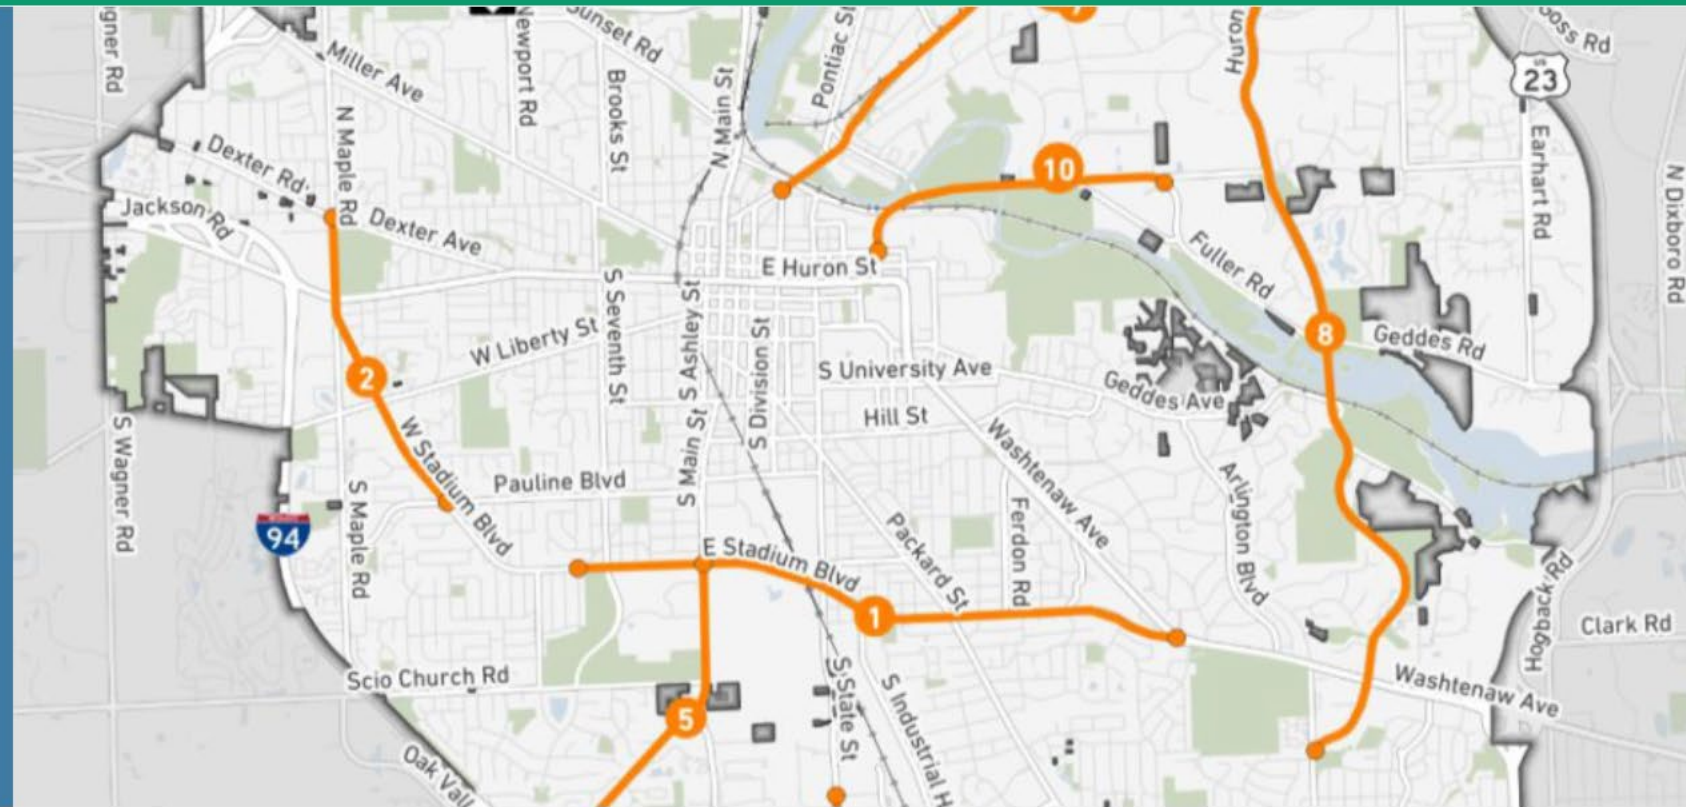 Newport Rd
Sunset Rd
Pontiac St
Huron
US
23
Miller Ave
Brooks St
N Main St
N Maple Rd
Dexter Rd
10
Earhart Rd
N Dixboro Rd
Jackson Rd
Dexter Ave
E Huron St
Fuller Rd
S Seventh St
S Ashley St
W Liberty St
S Division St
8
Geddes Rd
2
S University Ave
Geddes Ave
Hill St
S Main St
S Wagner Rd
W Stadium Blvd
Pauline Blvd
Washtenaw Ave
Arlington Blvd
S Maple Rd
94
Packard St
Ferdon Rd
E Stadium Blvd
1
Hogback Rd
Clark Rd
Scio Church Rd
S State St
S Industrial H
Washtenaw Ave
5
Oak Val